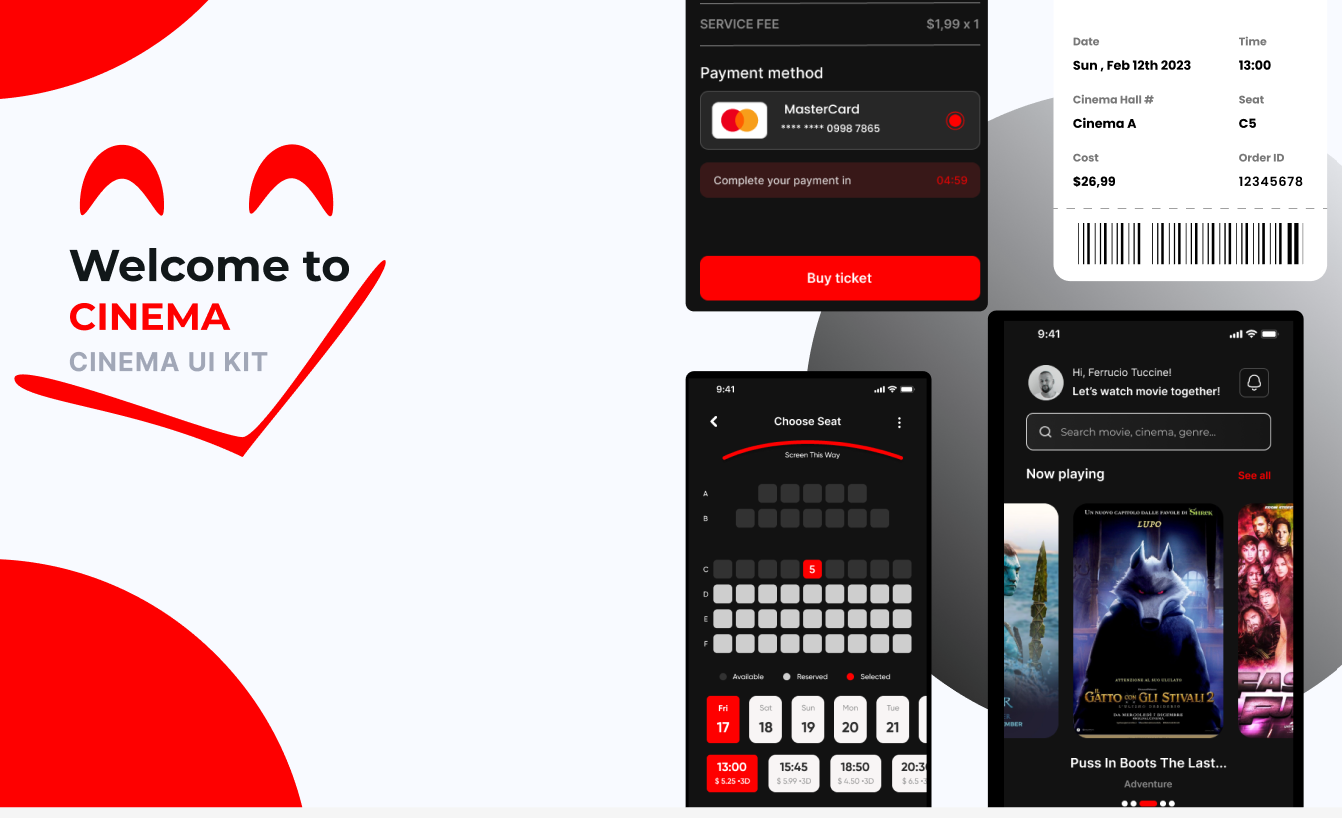 Welcome to
CINEMA
CINEMA UI KIT
SERVICE FEE $1,99 x 1
Payment method
MasterCard
**** **** 0998 7865
Complete your payment in 04:59
Buy ticket
Date Time
Sun , Feb 12th 2023 13:00
Cinema Hall # Seat
Cinema A C5
Cost Order ID
$26,99 12345678
9:41
Choose Seat
Screen This Way
A
B
C 5
D
E
F
Available Reserved Selected
Fri Sat Sun Mon Tue
17 18 19 20 21
13:00 15:45 18:50 20:3
$ 5.25 •3D $ 5.99 •3D $ 4.50 •3D $ 6.5 •3
9:41
Hi, Ferrucio Tuccine!
Let's watch movie together!
Search movie, cinema, genre...
Now playing See all
UN NUOVO CAPITOLO DALLE FAVOLE DI SHREK
LUPO
ATTENZIONE AL SUO ULULATO
IL GATTO CON GLI STIVALI 2
L'ULTIMO DESIDERIO
DA MERCOLEDÌ 7 DICEMBRE
Puss In Boots The Last...
Adventure